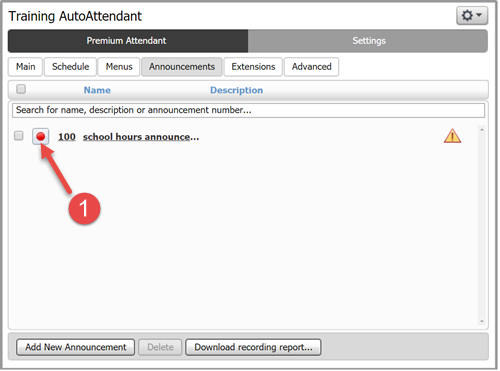 Training AutoAttendant
Premium Attendant Settings
Main Schedule Menus Announcements Extensions Advanced
Name Description
Search for name, description or announcement number...
100 school hours announce...
1
Add New Announcement Delete Download recording report...